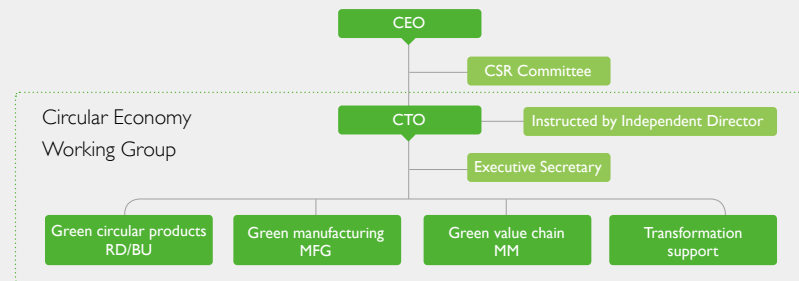 CEO
CSR Committee
Circular Economy
Working Group
CTO
Instructed by Independent Director
Executive Secretary
Green circular products
RD/BU
Green manufacturing
MFG
Green value chain
MM
Transformation
support